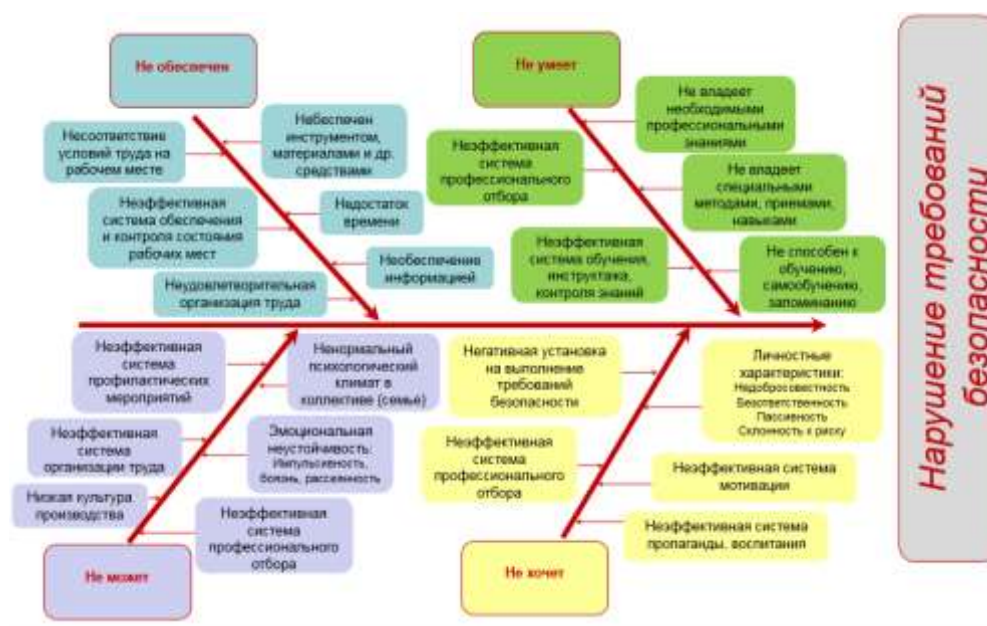 Не обеспечен
Несоответствие
условий труда на
рабочем месте
Небеспечен
инструментом,
материалами и др.
средствами
Неэффективная
система обеспечения
и контроля состояния
рабочих мест
Недостаток
времени
Необеспечение
информацией
Неудовлетворительная
организация труда
Не умеет
Не владеет
необходимыми
профессиональными
знаниями
Неэффективная
система
профессионального
отбора
Не владеет
специальными
методами, приемами,
навыками
Неэффективная
система обучения,
инструктажа,
контроля знаний
Не способен к
обучению,
самообучению,
запоминанию
Неэффективная
система
профилактических
мероприятий
Ненормальный
психологический
климат в
коллективе (семье)
Неэффективная
система
организации труда
Эмоциональная
неустойчивость:
Импульсивность,
боязнь, рассеянность
Низкая культура
производства
Неэффективная
система
профессионального
отбора
Не может
Негативная установка
на выполнение
требований
безопасности
Личностные
характеристики:
Недобросовестность
Безответственность
Пассивность
Склонность к риску
Неэффективная
система
профессионального
отбора
Неэффективная система
мотивации
Неэффективная система
пропаганды, воспитания
Не хочет
Нарушение требований
безопасности